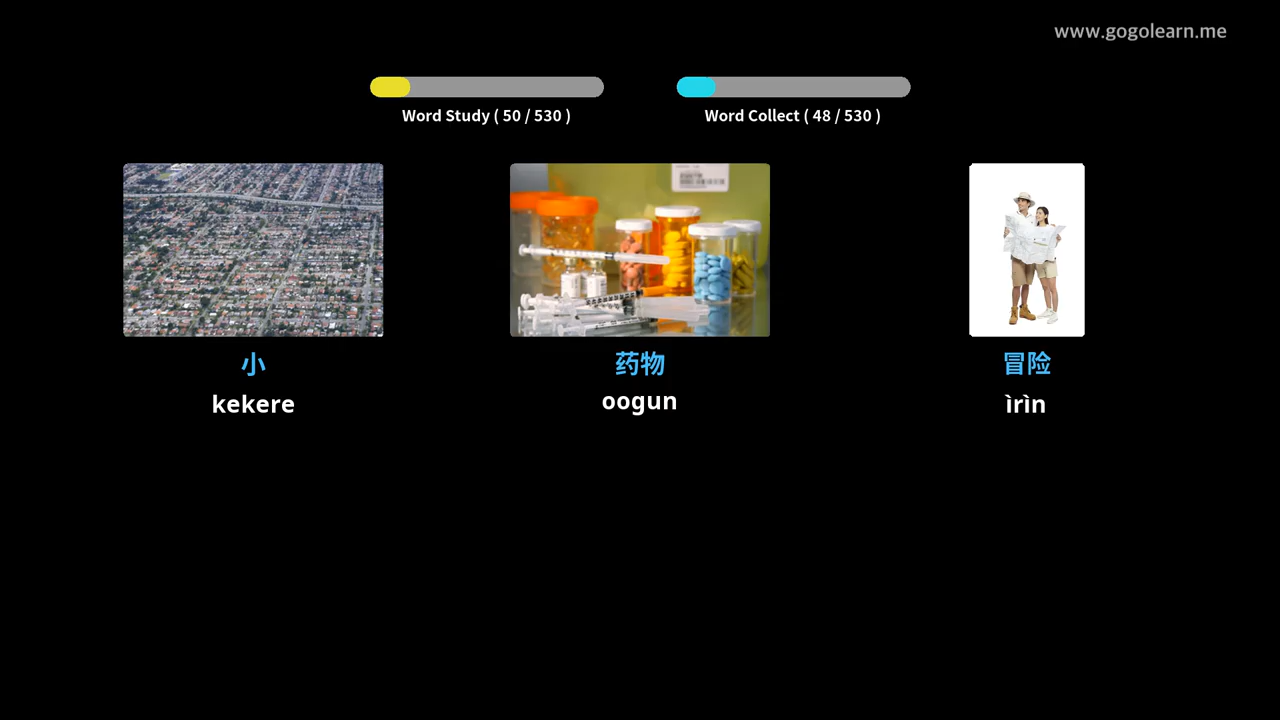 www.gogolearn.me
Word Study ( 50 / 530 )
Word Collect ( 48 / 530 )
小
kekere
药物
oogun
冒险
ìrìn